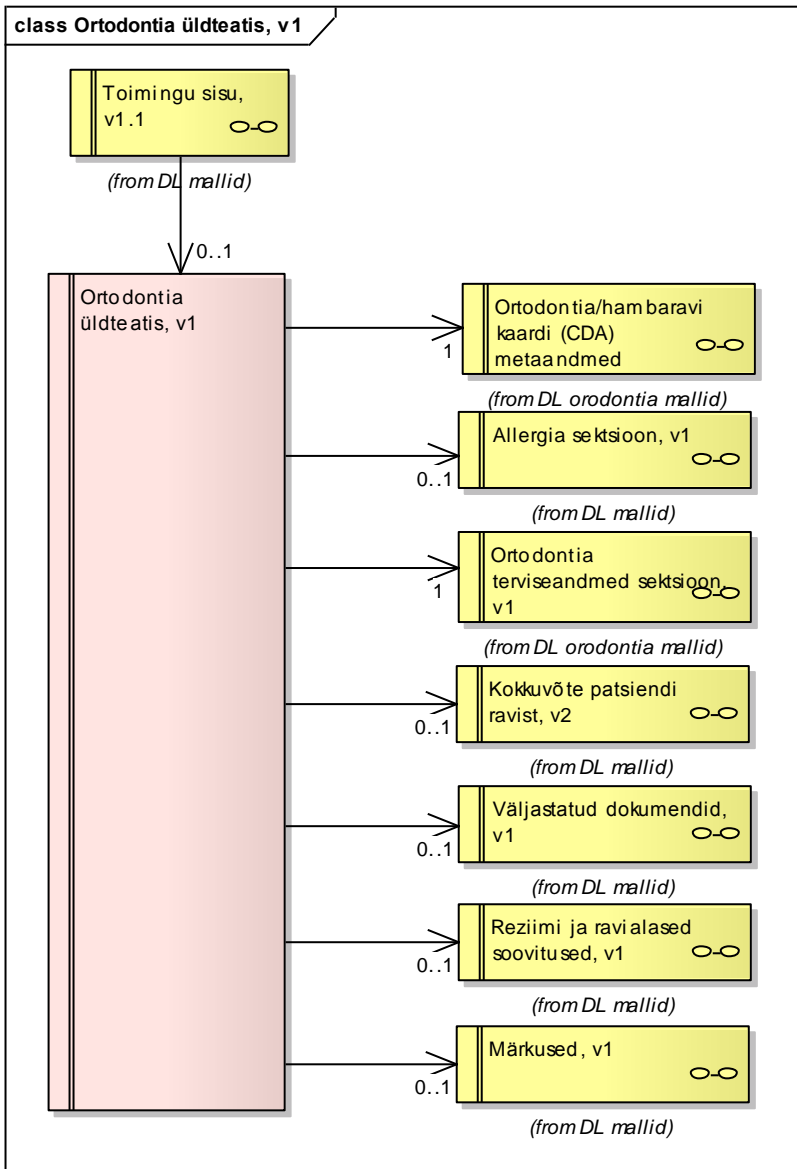 class Ortodontia üldteatis, v1
Toimingu sisu,
v1.1
(from DL mallid)
0..1
Ortodontia
üldteatis, v1
Ortodontia/hambaravi
kaardi (CDA)
metaandmed
1
(from DL orodontia mallid)
Allergia sektsioon, v1
0..1
(from DL mallid)
Ortodontia
terviseandmed sektsioon,
v1
1
(from DL orodontia mallid)
Kokkuvõte patsiendi
ravist, v2
0..1
(from DL mallid)
Väljastatud dokumendid,
v1
0..1
(from DL mallid)
Reziimi ja ravialased
soovitused, v1
0..1
(from DL mallid)
Märkused, v1
0..1
(from DL mallid)